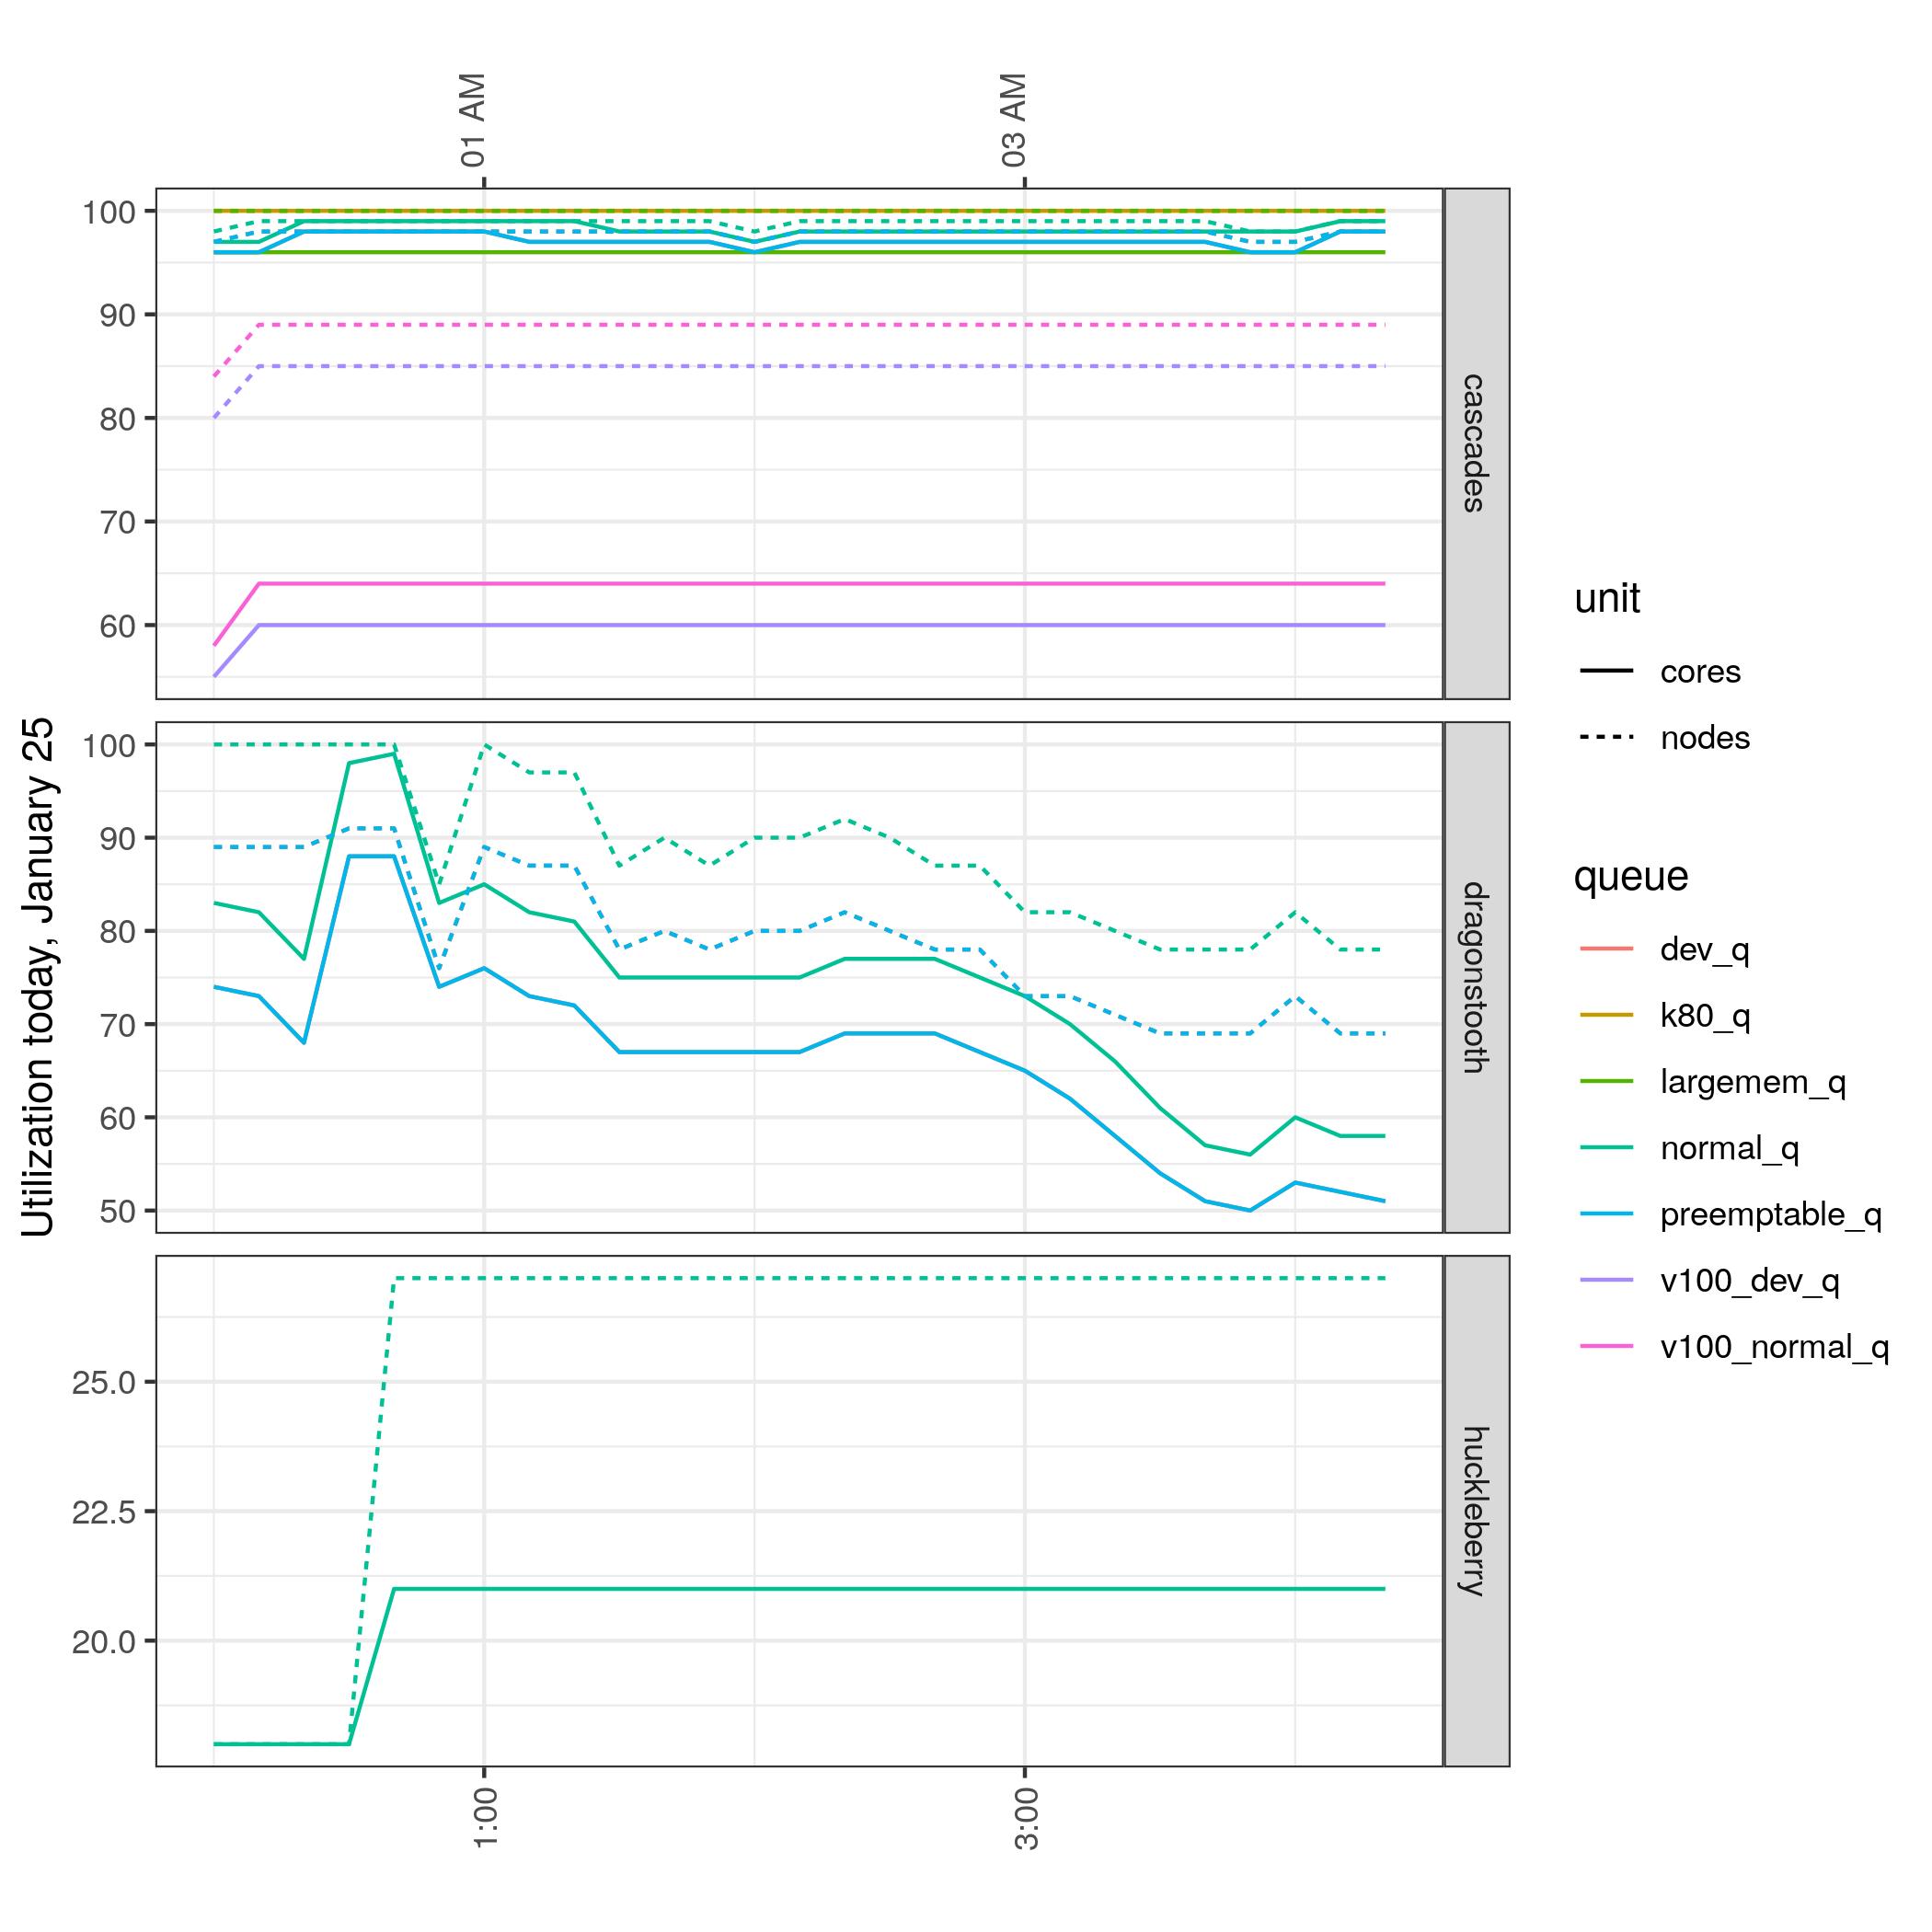 01 AM
03 AM
100
90
80
70
60
cascades
Utilization today, January 25
100
90
80
70
60
50
dragonstooth
25.0
22.5
20.0
huckleberry
1:00
3:00
unit
cores
nodes
queue
dev_q
k80_q
largemem_q
normal_q
preemptable_q
v100_dev_q
v100_normal_q